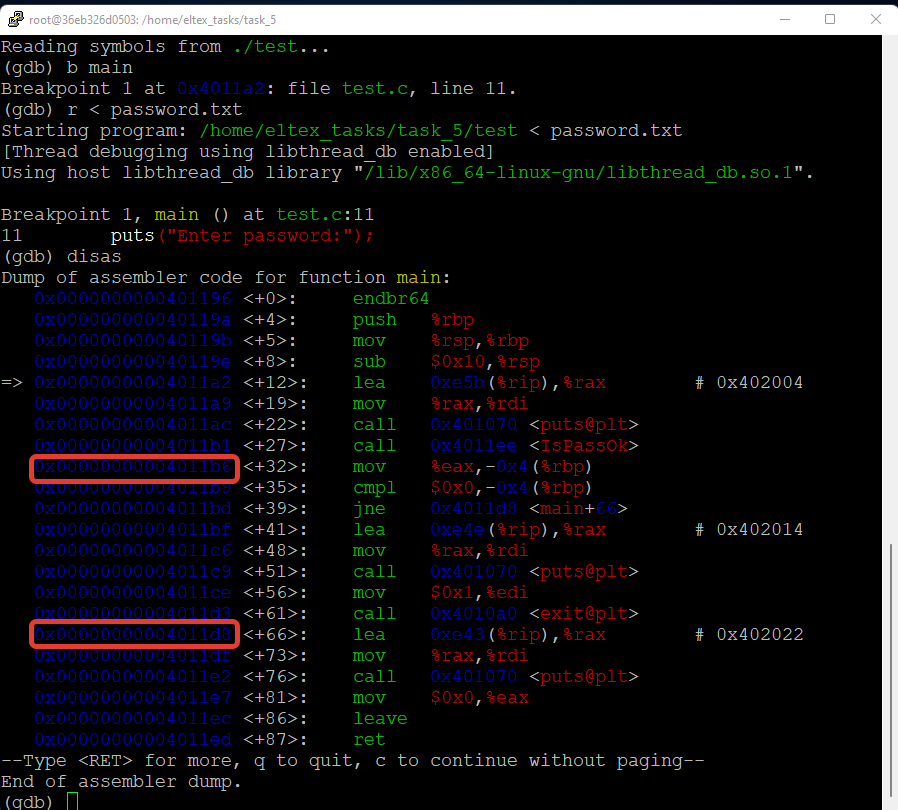 root@36eb326d0503: /home/eltex_tasks/task_5
Reading symbols from ./test...
(gdb) b main
Breakpoint 1 at 0x4011a2: file test.c, line 11.
(gdb) r < password.txt
Starting program: /home/eltex_tasks/task_5/test < password.txt
[Thread debugging using libthread_db enabled]
Using host libthread_db library "/lib/x86_64-linux-gnu/libthread_db.so.1".
Breakpoint 1, main () at test.c:11
11 puts("Enter password:");
(gdb) disas
Dump of assembler code for function main:
0x0000000000401196 <+0>: endbr64
0x000000000040119a <+4>: push %rbp
0x000000000040119b <+5>: mov %rsp,%rbp
0x000000000040119e <+8>: sub $0x10,%rsp
=> 0x00000000004011a2 <+12>: lea 0xe5b(%rip),%rax # 0x402004
0x00000000004011a9 <+19>: mov %rax,%rdi
0x00000000004011ac <+22>: call 0x401070 <puts@plt>
0x00000000004011b1 <+27>: call 0x4011ee <IsPassOk>
0x00000000004011b6 <+32>: mov %eax,-0x4(%rbp)
0x00000000004011b9 <+35>: cmpl $0x0,-0x4(%rbp)
0x00000000004011bd <+39>: jne 0x4011d8 <main+66>
0x00000000004011bf <+41>: lea 0xe4e(%rip),%rax # 0x402014
0x00000000004011c6 <+48>: mov %rax,%rdi
0x00000000004011c9 <+51>: call 0x401070 <puts@plt>
0x00000000004011ce <+56>: mov $0x1,%edi
0x00000000004011d3 <+61>: call 0x4010a0 <exit@plt>
0x00000000004011d8 <+66>: lea 0xe43(%rip),%rax # 0x402022
0x00000000004011df <+73>: mov %rax,%rdi
0x00000000004011e2 <+76>: call 0x401070 <puts@plt>
0x00000000004011e7 <+81>: mov $0x0,%eax
0x00000000004011ec <+86>: leave
0x00000000004011ed <+87>: ret
--Type <RET> for more, q to quit, c to continue without paging--
End of assembler dump.
(gdb)